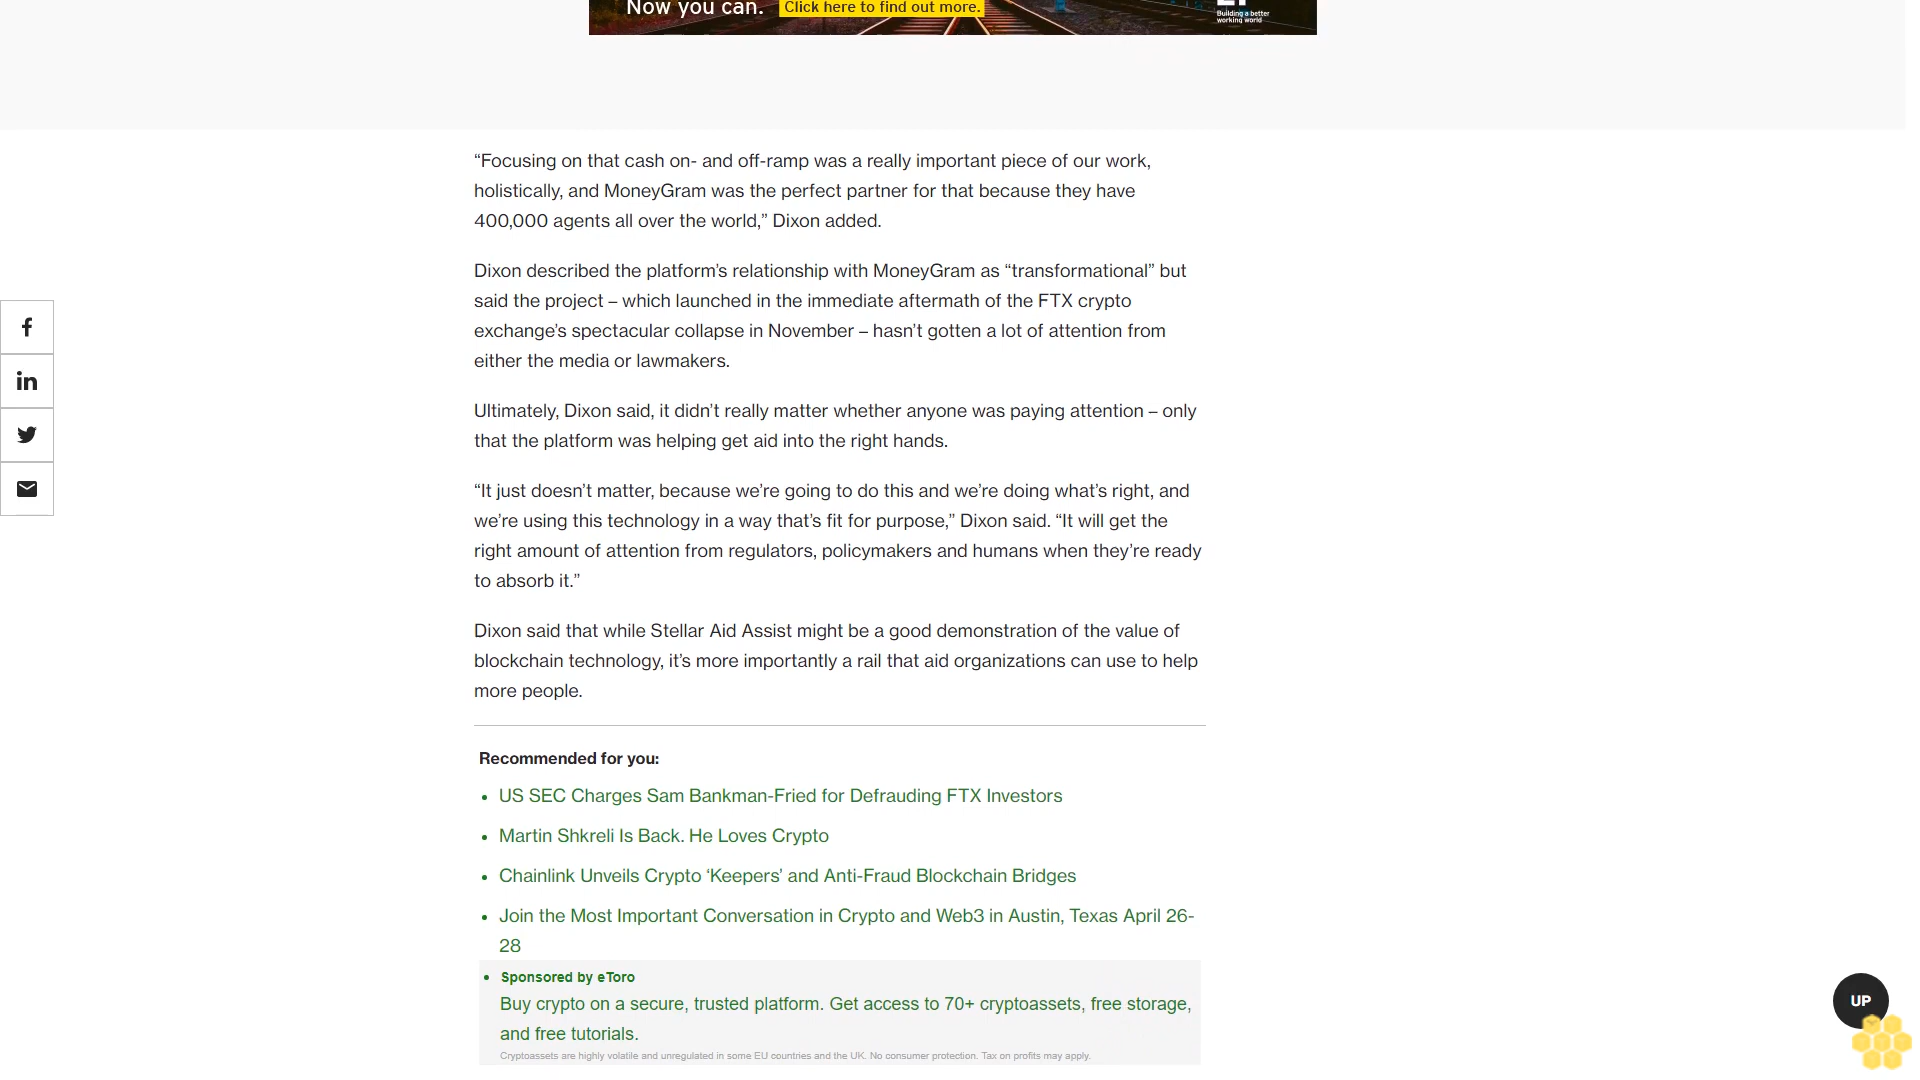 Now you can. Click here to find out more.
Building a better
working world
“Focusing on that cash on- and off-ramp was a really important piece of our work,
holistically, and MoneyGram was the perfect partner for that because they have
400,000 agents all over the world,” Dixon added.
Dixon described the platform’s relationship with MoneyGram as “transformational” but
said the project – which launched in the immediate aftermath of the FTX crypto
exchange’s spectacular collapse in November – hasn’t gotten a lot of attention from
either the media or lawmakers.
Ultimately, Dixon said, it didn’t really matter whether anyone was paying attention – only
that the platform was helping get aid into the right hands.
“It just doesn’t matter, because we’re going to do this and we’re doing what’s right, and
we’re using this technology in a way that’s fit for purpose,” Dixon said. “It will get the
right amount of attention from regulators, policymakers and humans when they’re ready
to absorb it.”
Dixon said that while Stellar Aid Assist might be a good demonstration of the value of
blockchain technology, it’s more importantly a rail that aid organizations can use to help
more people.
Recommended for you:
• US SEC Charges Sam Bankman-Fried for Defrauding FTX Investors
• Martin Shkreli Is Back. He Loves Crypto
• Chainlink Unveils Crypto ‘Keepers’ and Anti-Fraud Blockchain Bridges
• Join the Most Important Conversation in Crypto and Web3 in Austin, Texas April 26-
28
• Sponsored by eToro
Buy crypto on a secure, trusted platform. Get access to 70+ cryptoassets, free storage,
and free tutorials.
Cryptoassets are highly volatile and unregulated in some EU countries and the UK. No consumer protection. Tax on profits may apply.
UP